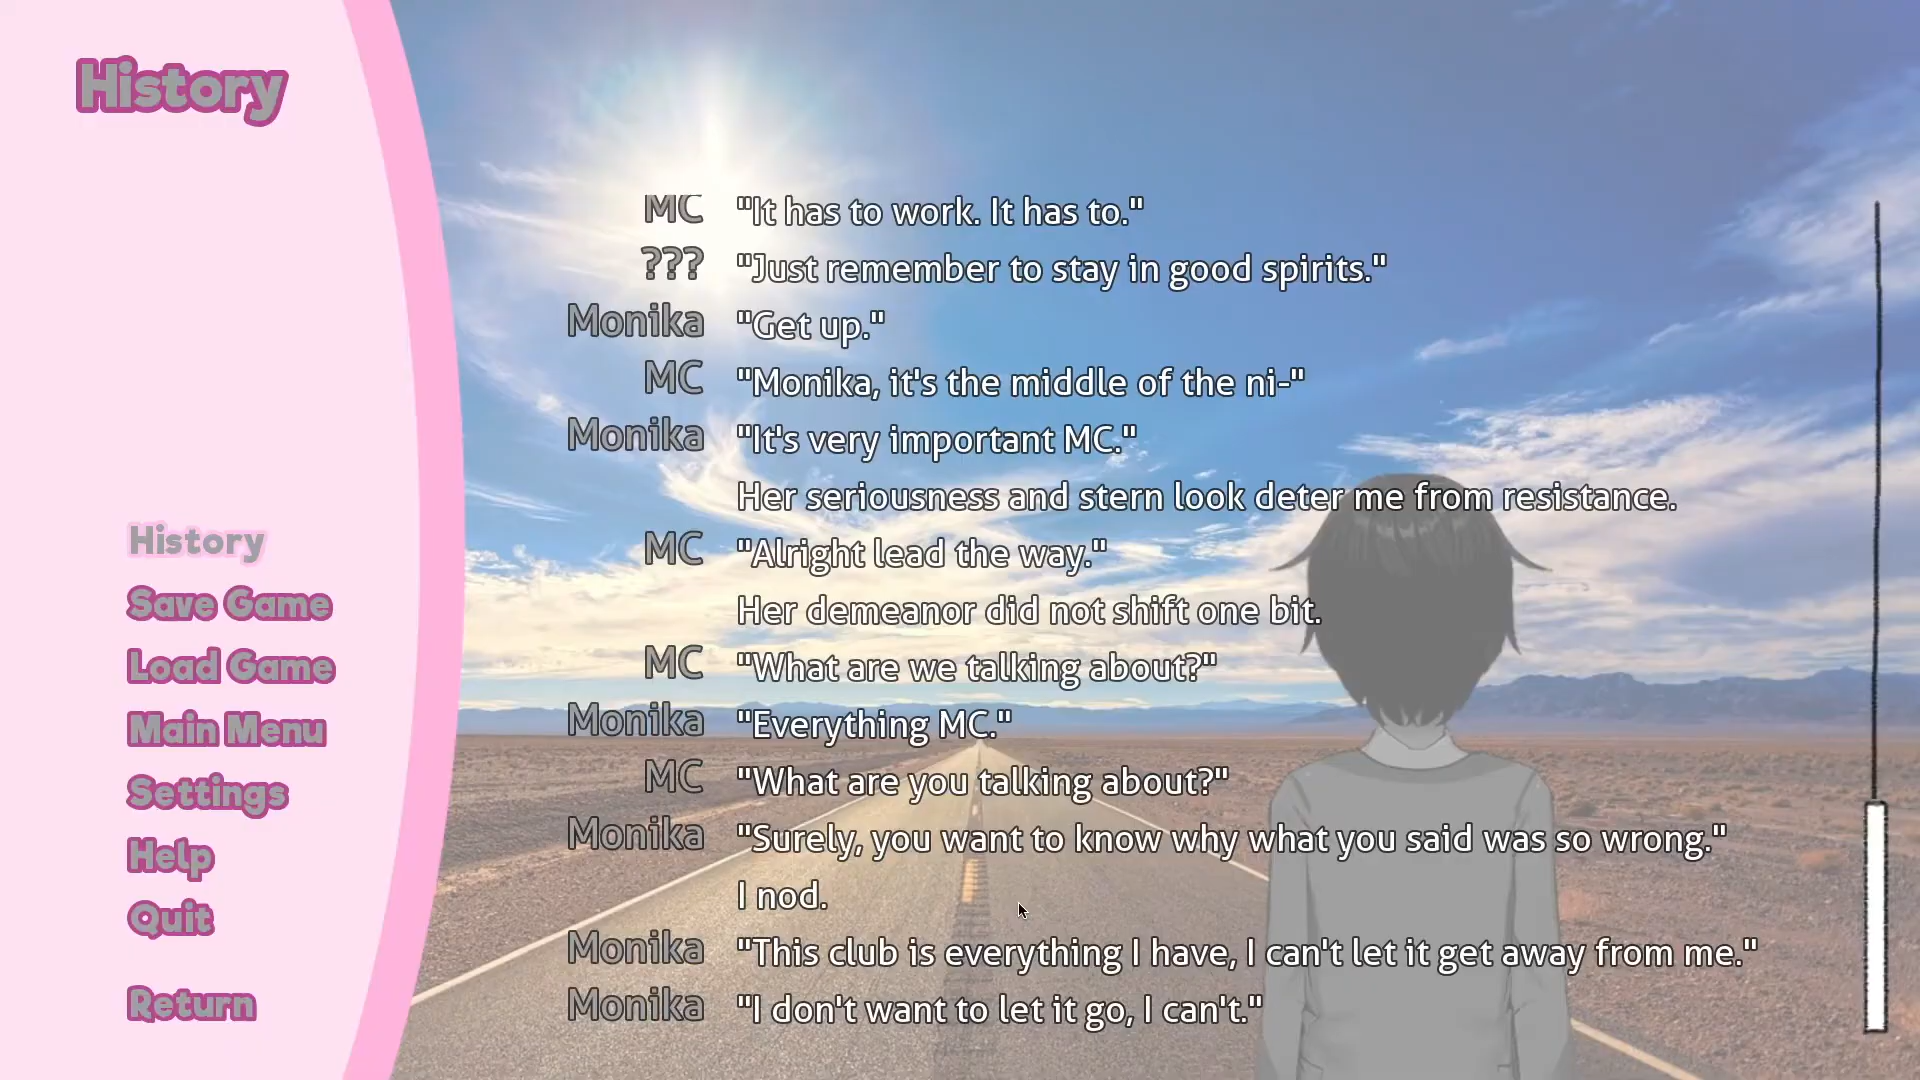 History
MC "It has to work. It has to."
??? "Just remember to stay in good spirits."
Monika "Get up."
MC "Monika, it's the middle of the ni-"
Monika "It's very important MC."
Her seriousness and stern look deter me from resistance.
MC "Alright lead the way."
Her demeanor did not shift one bit.
MC "What are we talking about?"
Monika "Everything MC."
MC "What are you talking about?"
Monika "Surely, you want to know why what you said was so wrong."
I nod.
Monika "This club is everything I have, I can't let it get away from me."
Monika "I don't want to let it go, I can't."
History
Save Game
Load Game
Main Menu
Settings
Help
Quit
Return